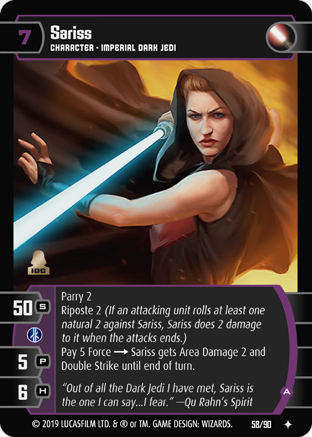 7
Sariss
CHARACTER - IMPERIAL DARK JEDI
IDC
50 S
5 P
6 H
Parry 2
Riposte 2 (If an attacking unit rolls at least one
natural 2 against Sariss, Sariss does 2 damage
to it when the attack ends.)
Pay 5 Force → Sariss gets Area Damage 2 and
Double Strike until end of turn.
"Out of all the Dark Jedi I have met, Sariss is
the one I can say...I fear." —Qu Rahn's Spirit
A
© 2019 LUCASFILM LTD. & ® or TM. GAME DESIGN: WIZARDS.
58/90